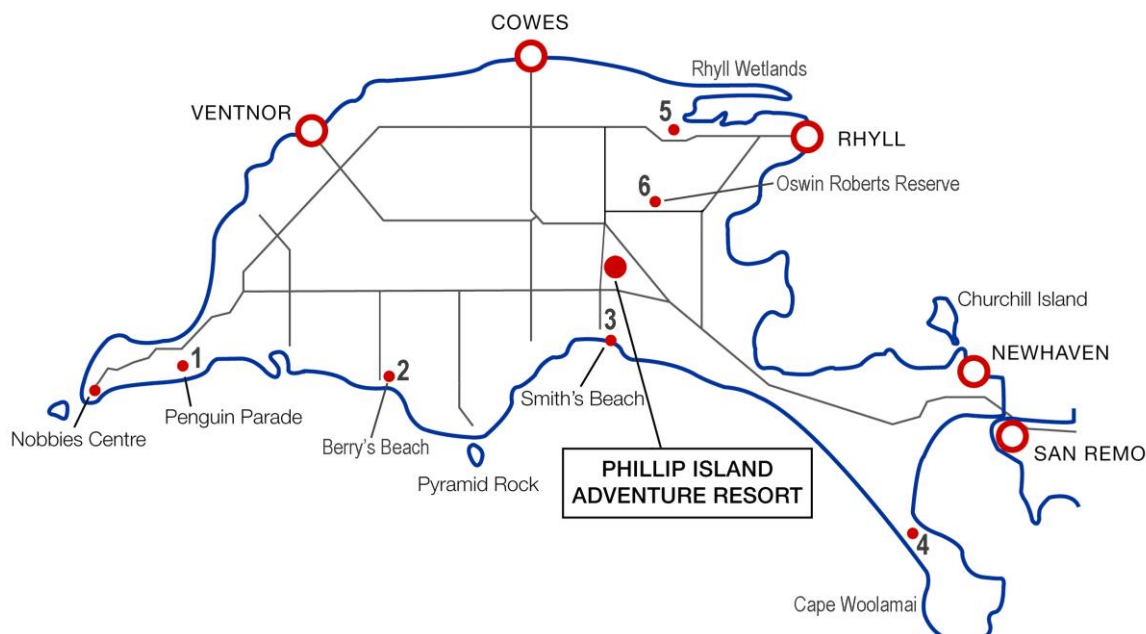 COWES
Rhyll Wetlands
VENTNOR
5
RHYLL
6
Oswin Roberts Reserve
Churchill Island
3
NEWHAVEN
1
2
Smith's Beach
Penguin Parade
Nobbies Centre
Berry's Beach
SAN REMO
Pyramid Rock
PHILLIP ISLAND
ADVENTURE RESORT
4
Cape Woolamai